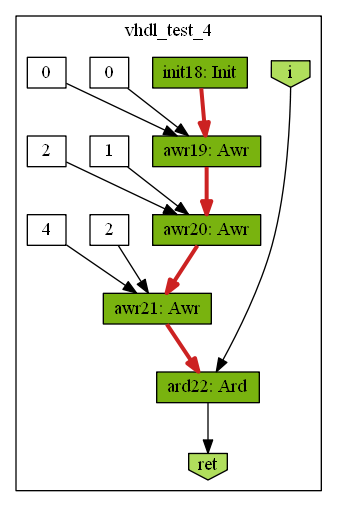 vhdl_test_4
0 0 init18: Init i
awr19: Awr
2 1 awr20: Awr
4 2
awr21: Awr
ard22: Ard
ret